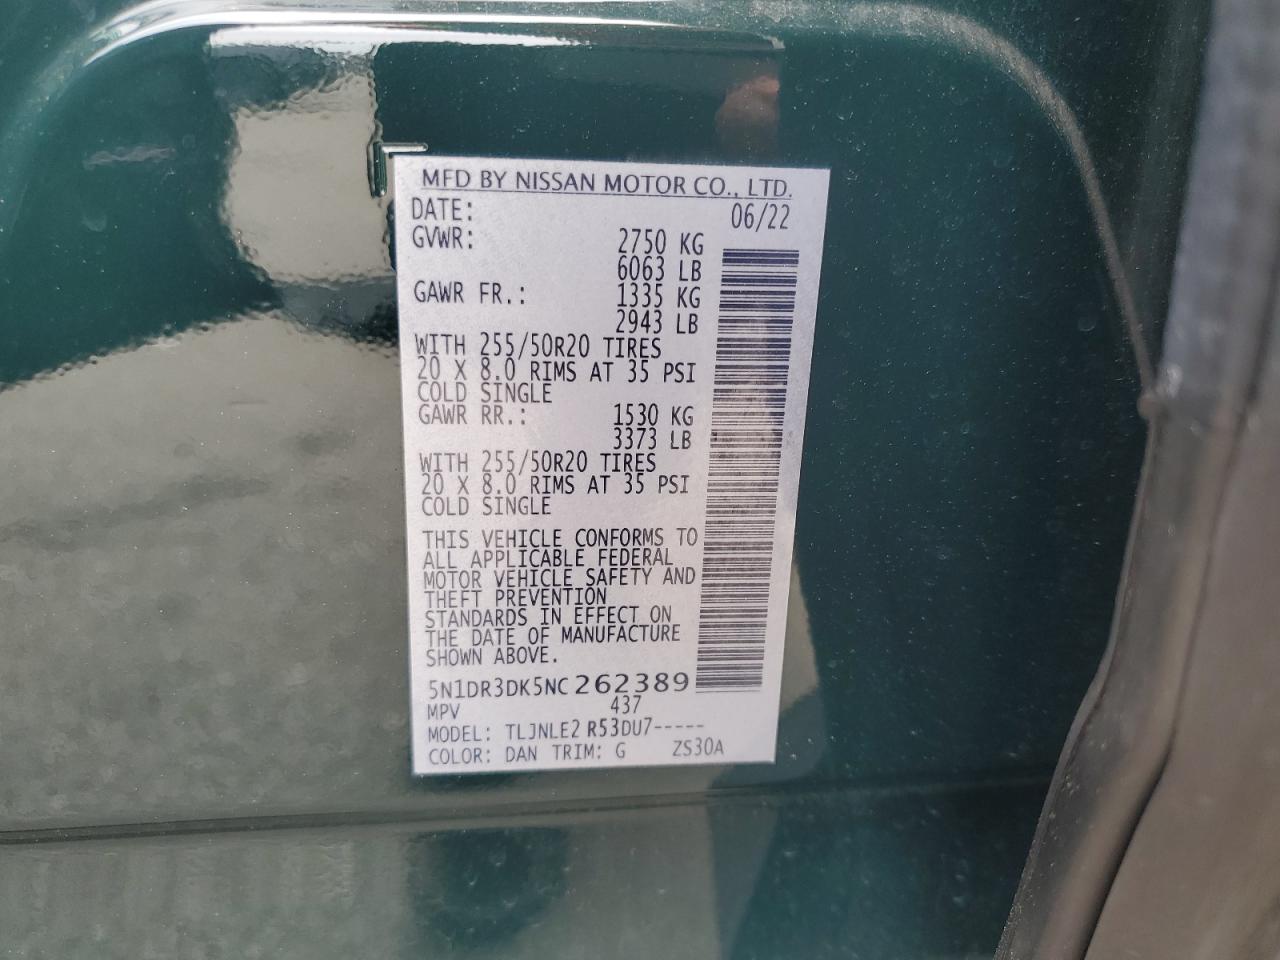 MFD BY NISSAN MOTOR CO., LTD.
DATE: 06/22
GVWR: 2750 KG
6063 LB
GAWR FR.: 1335 KG
2943 LB
WITH 255/50R20 TIRES
20 X 8.0 RIMS AT 35 PSI
COLD SINGLE
GAWR RR.: 1530 KG
3373 LB
WITH 255/50R20 TIRES
20 X 8.0 RIMS AT 35 PSI
COLD SINGLE
THIS VEHICLE CONFORMS TO
ALL APPLICABLE FEDERAL
MOTOR VEHICLE SAFETY AND
THEFT PREVENTION
STANDARDS IN EFFECT ON
THE DATE OF MANUFACTURE
SHOWN ABOVE.
5N1DR3DK5NC262389
MPV 437
MODEL: TLJNLE2 R53DU7-----
COLOR: DAN TRIM: G ZS30A